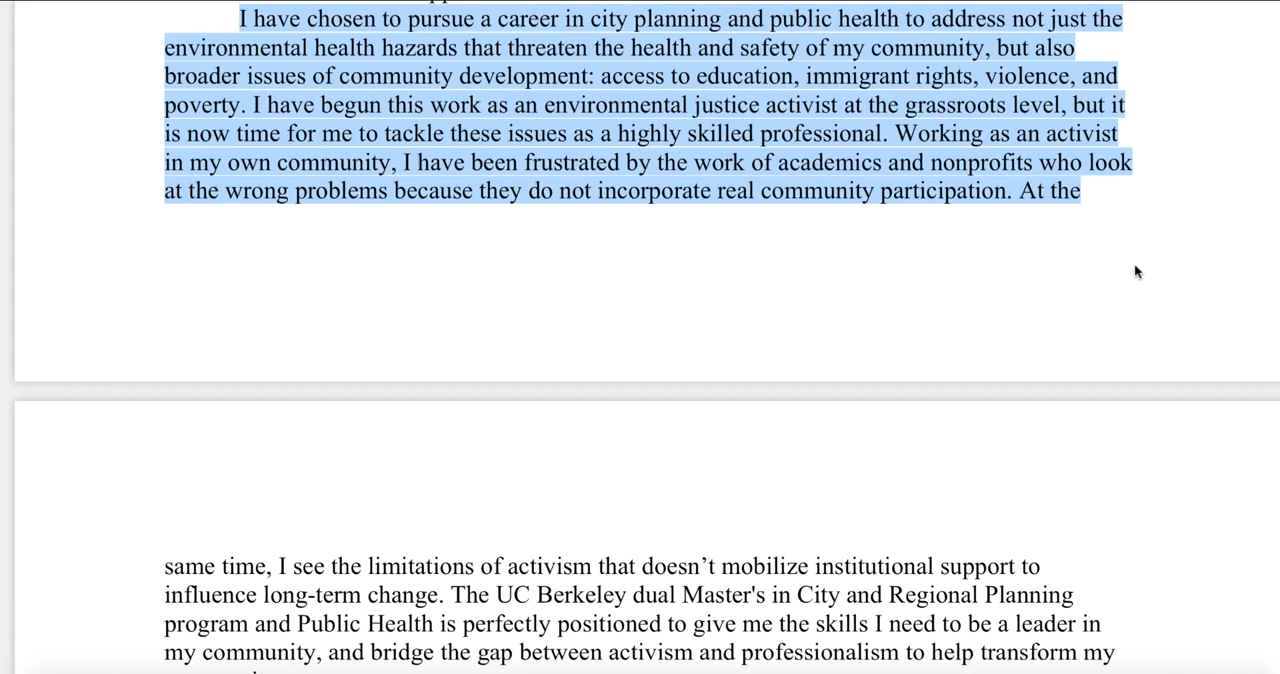 I have chosen to pursue a career in city planning and public health to address not just the
environmental health hazards that threaten the health and safety of my community, but also
broader issues of community development: access to education, immigrant rights, violence, and
poverty. I have begun this work as an environmental justice activist at the grassroots level, but it
is now time for me to tackle these issues as a highly skilled professional. Working as an activist
in my own community, I have been frustrated by the work of academics and nonprofits who look
at the wrong problems because they do not incorporate real community participation. At the
same time, I see the limitations of activism that doesn’t mobilize institutional support to
influence long-term change. The UC Berkeley dual Master's in City and Regional Planning
program and Public Health is perfectly positioned to give me the skills I need to be a leader in
my community, and bridge the gap between activism and professionalism to help transform my